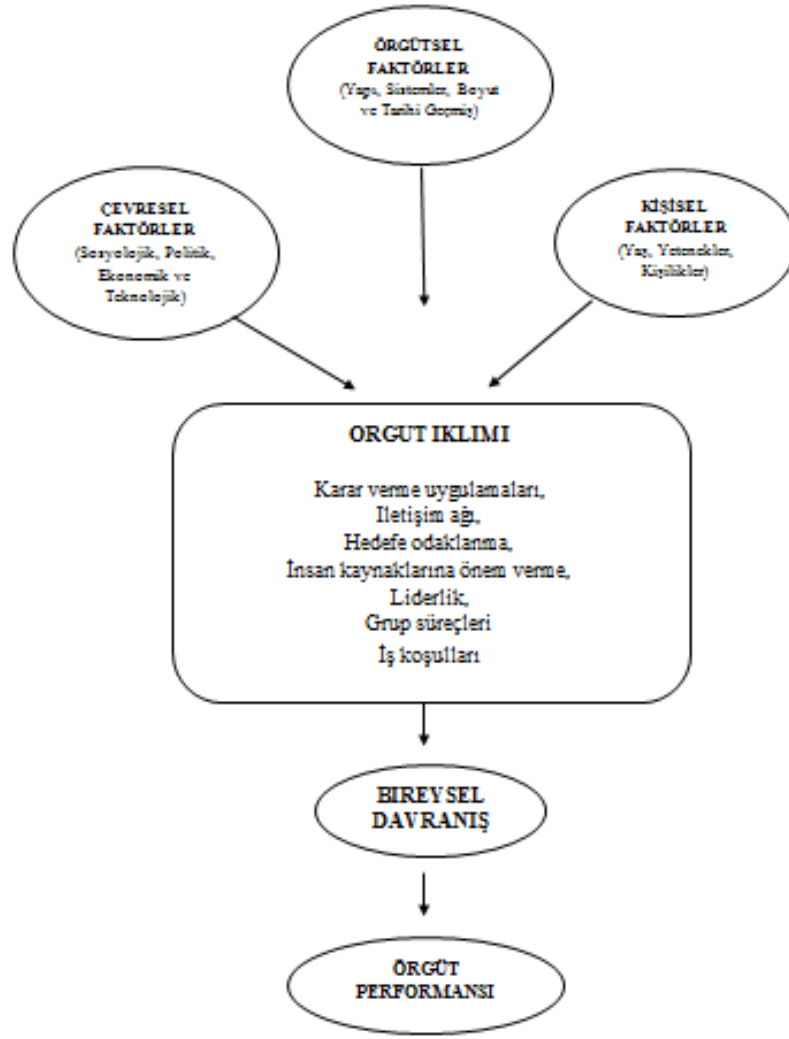 ÖRGÜTSEL
FAKTÖRLER
(Yapı, Sistemler, Boyut
ve Tarihi Geçmiş)
ÇEVRESEL
FAKTÖRLER
(Sosyolojik, Politik,
Ekonomik ve
Teknolojik)
KİŞİSEL
FAKTÖRLER
(Yaş, Yetenekler,
Kişilikler)
ORGUT IKLIMI
Karar verme uygulamaları,
Iletişim ağı,
Hedefe odaklanma,
İnsan kaynaklarına önem verme,
Liderlik,
Grup süreçleri
İş koşulları
BIREYSEL
DAVRANIŞ
ÖRGÜT
PERFORMANSI